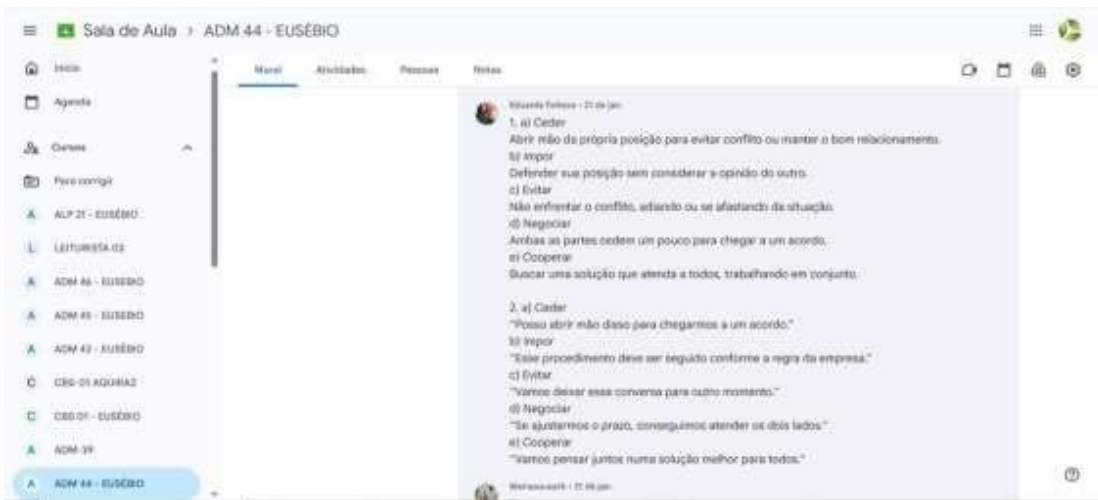 Sala de Aula > ADM 44 - EUSÉBIO
Início
Agenda
Cursos
Para corrigir
ALP 21 - EUSÉBIO
LEITURISTA 03
ADM 46 - EUSÉBIO
ADM 45 - EUSÉBIO
ADM 43 - EUSÉBIO
CBG 01 AQUIRAZ
CBG 01 - EUSÉBIO
ADM-39
ADM 44 - EUSÉBIO
Mural Atividades Pessoas Notas
Eduarda • 21 de jan.
1. a) Ceder
Abrir mão da própria posição para evitar conflito ou manter o bom relacionamento.
b) Impor
Defender sua posição sem considerar a opinião do outro.
c) Evitar
Não enfrentar o conflito, adiando ou se afastando da situação.
d) Negociar
Ambas as partes cedem um pouco para chegar a um acordo.
e) Cooperar
Buscar uma solução que atenda a todos, trabalhando em conjunto.
2. a) Ceder
"Posso abrir mão disso para chegarmos a um acordo."
b) Impor
"Esse procedimento deve ser seguido conforme a regra da empresa."
c) Evitar
"Vamos deixar essa conversa para outro momento."
d) Negociar
"Se ajustarmos o prazo, conseguimos atender os dois lados."
e) Cooperar
"Vamos pensar juntos numa solução melhor para todos."
• 21 de jan.